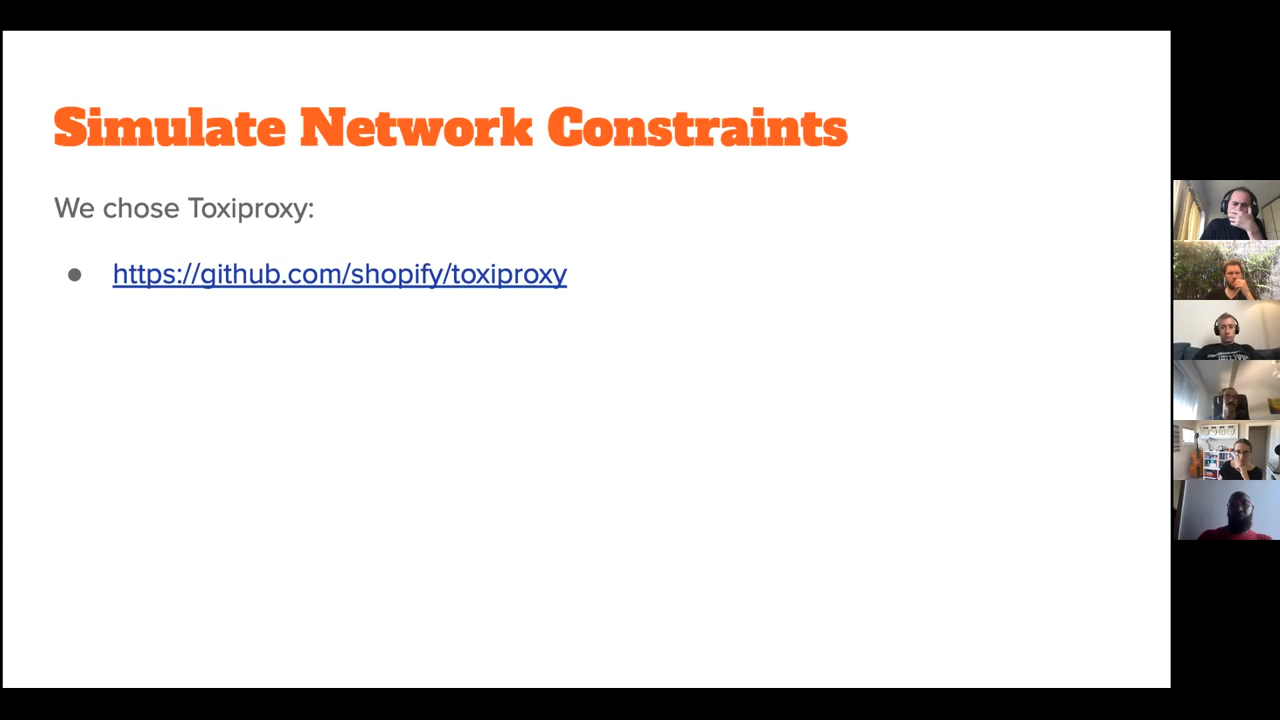 Simulate Network Constraints
We chose Toxiproxy:
● https://github.com/shopify/toxiproxy